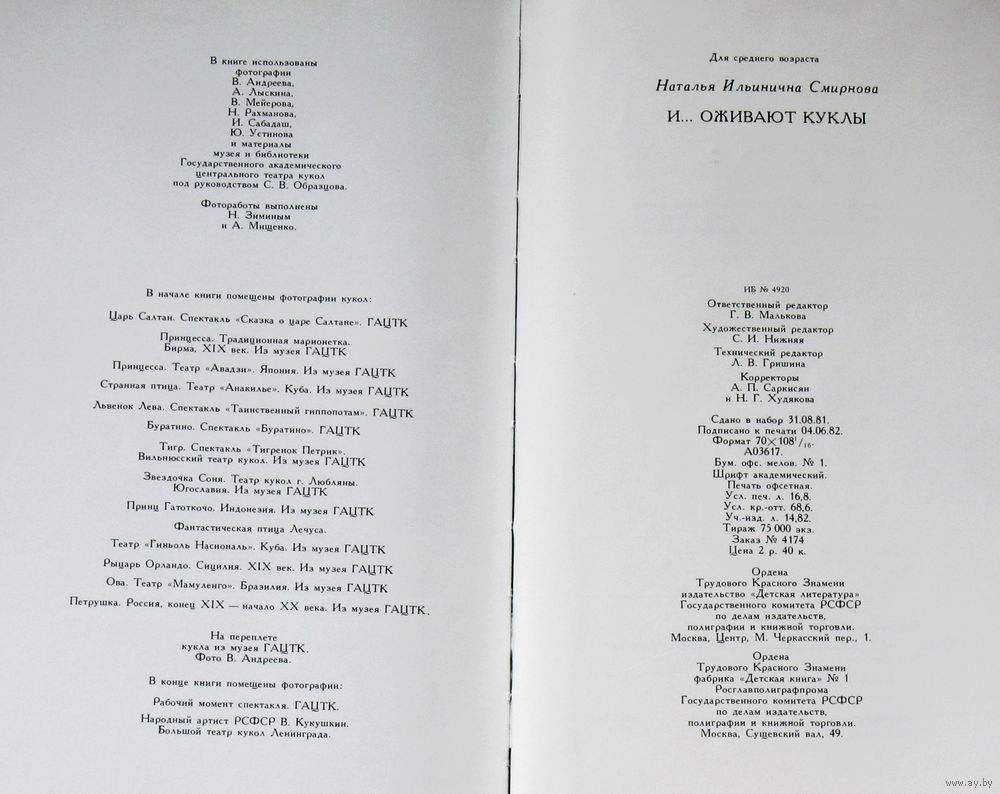 В книге использованы
фотографии
В. Андреева,
А. Лыскина,
В. Мейерова,
Н. Рахманова,
И. Сабадаш,
Ю. Устинова
и материалы
музея и библиотеки
Государственного академического
центрального театра кукол
под руководством С. В. Образцова.
Фотоработы выполнены
Н. Зиминым
и А. Мищенко.
В начале книги помещены фотографии кукол:
Царь Салтан. Спектакль «Сказка о царе Салтане». ГАЦТК
Принцесса. Традиционная марионетка.
Бирма, XIX век. Из музея ГАЦТК
Принцесса. Театр «Авадзи». Япония. Из музея ГАЦТК
Странная птица. Театр «Анакилье». Куба. Из музея ГАЦТК
Львенок Лева. Спектакль «Таинственный гиппопотам». ГАЦТК
Буратино. Спектакль «Буратино». ГАЦТК
Тигр. Спектакль «Тигренок Петрик».
Вильнюсский театр кукол. Из музея ГАЦТК
Звездочка Соня. Театр кукол г. Любляны.
Югославия. Из музея ГАЦТК
Принц Гатоткочо. Индонезия. Из музея ГАЦТК
Фантастическая птица Лечуса.
Театр «Гиньоль Насиональ». Куба. Из музея ГАЦТК
Рыцарь Орландо. Сицилия. XIX век. Из музея ГАЦТК
Ова. Театр «Мамуленго». Бразилия. Из музея ГАЦТК
Петрушка. Россия, конец XIX — начало XX века. Из музея ГАЦТК.
На переплете
кукла из музея ГАЦТК.
Фото В. Андреева.
В конце книги помещены фотографии:
Рабочий момент спектакля. ГАЦТК.
Народный артист РСФСР В. Кукушкин.
Большой театр кукол Ленинграда.
Для среднего возраста
Наталья Ильинична Смирнова
И... ОЖИВАЮТ КУКЛЫ
ИБ № 4920
Ответственный редактор
Г. В. Малькова
Художественный редактор
С. И. Нижняя
Технический редактор
Л. В. Гришина
Корректоры
А. П. Саркисян
и Н. Г. Худякова
Сдано в набор 31.08.81.
Подписано к печати 04.06.82.
Формат 70×108¹/₁₆.
А03617.
Бум. офс. мелов. № 1.
Шрифт академический.
Печать офсетная.
Усл. печ. л. 16,8.
Усл. кр.-отт. 68,6.
Уч.-изд. л. 14,82.
Тираж 75 000 экз.
Заказ № 4174
Цена 2 р. 40 к.
Ордена
Трудового Красного Знамени
издательство «Детская литература»
Государственного комитета РСФСР
по делам издательств,
полиграфии и книжной торговли.
Москва, Центр, М. Черкасский пер., 1.
Ордена
Трудового Красного Знамени
фабрика «Детская книга» № 1
Росглавполиграфпрома
Государственного комитета РСФСР
по делам издательств,
полиграфии и книжной торговли.
Москва, Сущевский вал, 49.
www.ay.by